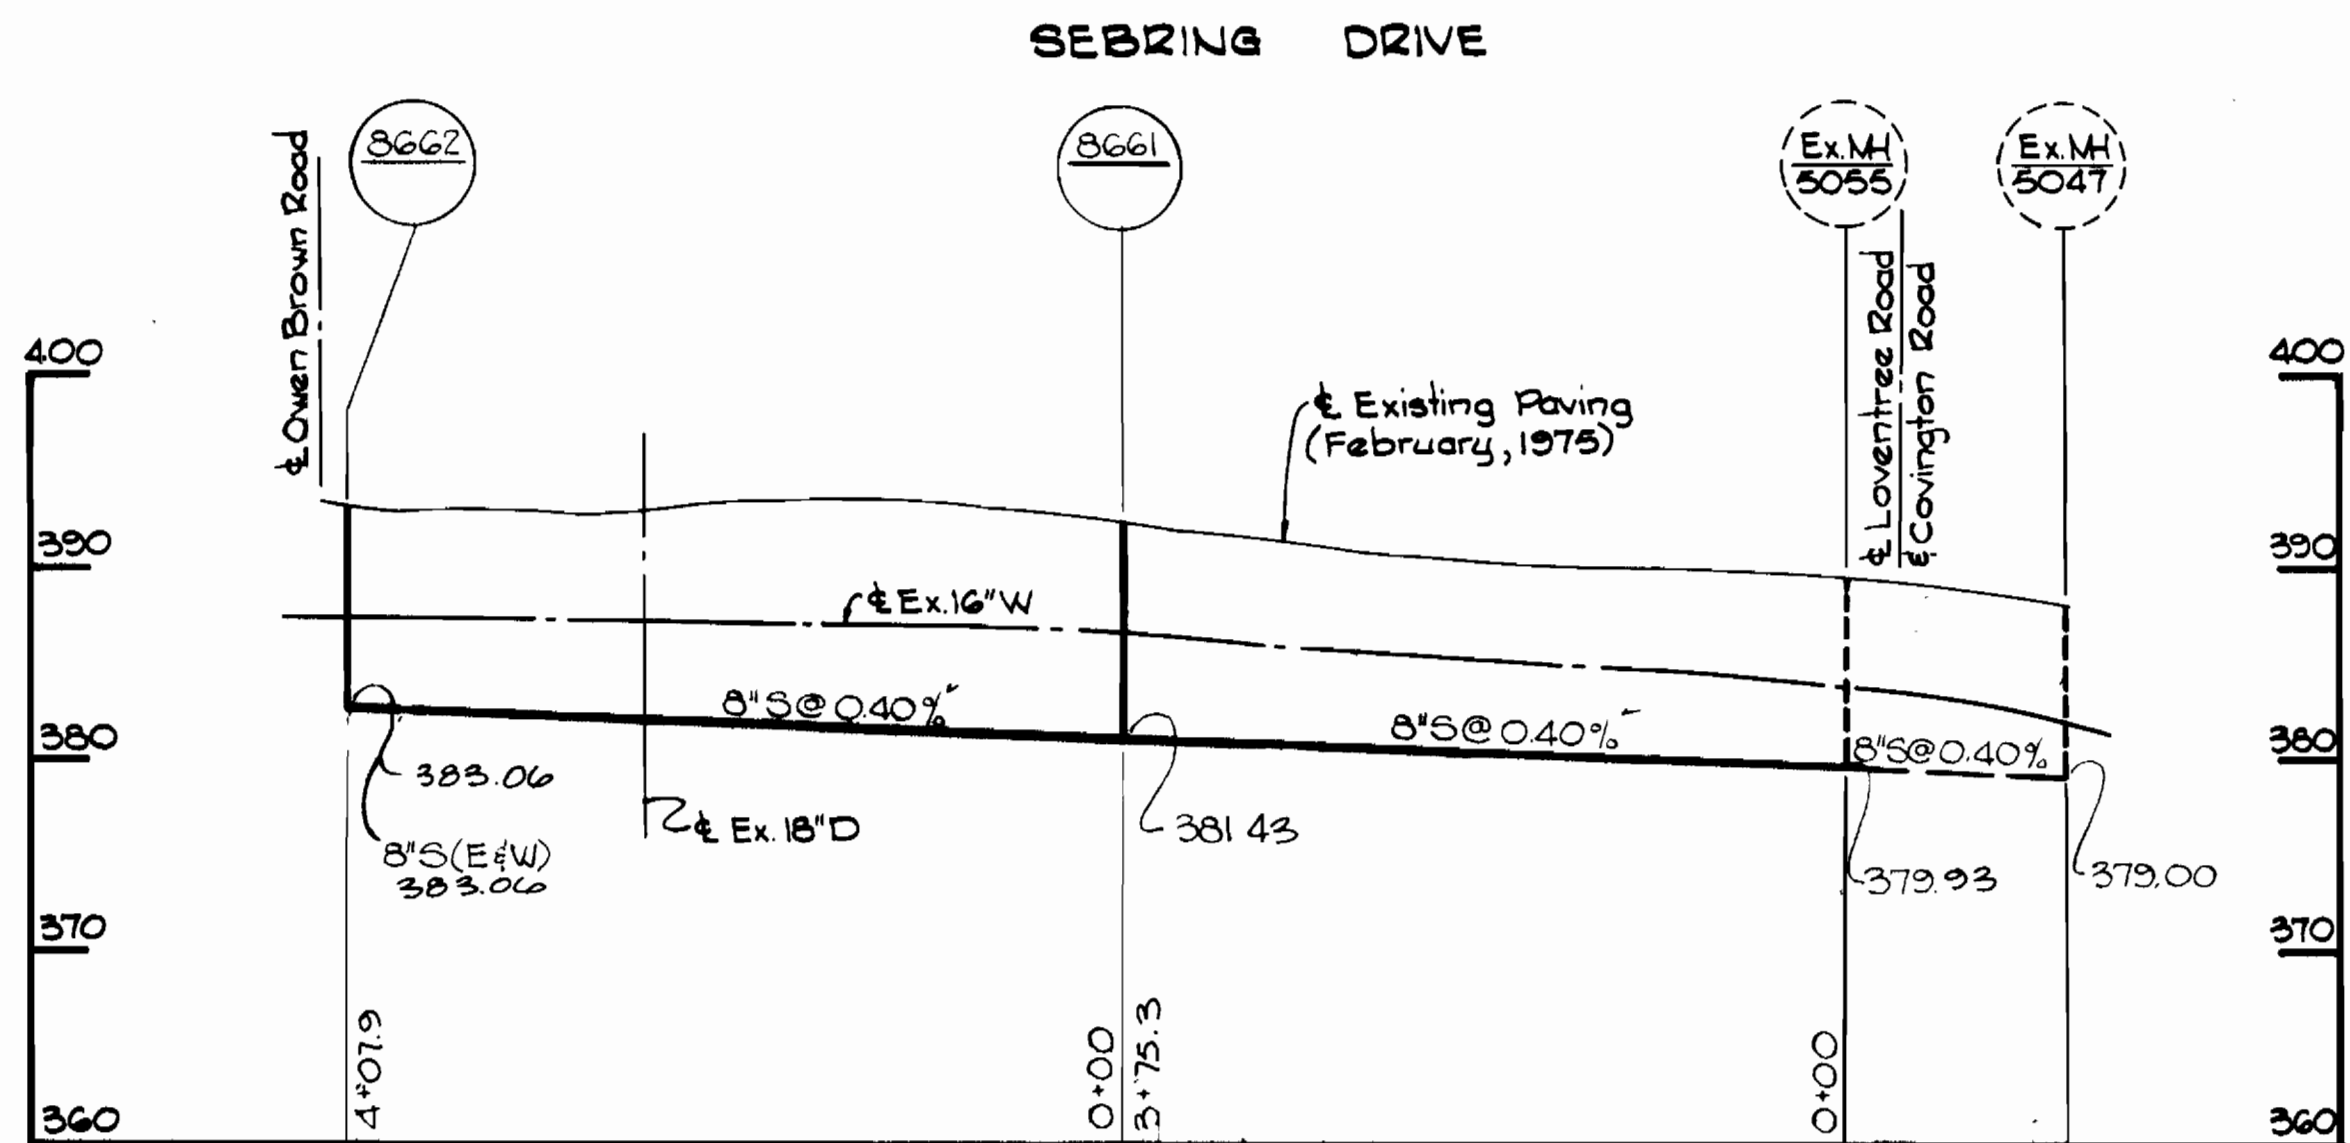 SEBRING DRIVE
8662
8661
Ex. MH
5055
Ex. MH
5047
℄ Owen Brown Road
℄ Loventree Road
℄ Covington Road
400
400
℄ Existing Paving
(February, 1975)
390
390
℄ Ex. 16" W
8" S @ 0.40%
8" S @ 0.40%
8" S @ 0.40%
380
380
383.06
℄ Ex. 18" D
381 43
8" S (E & W)
383.06
379.93
379.00
370
370
4+07.9
0+00
3+75.3
0+00
360
360